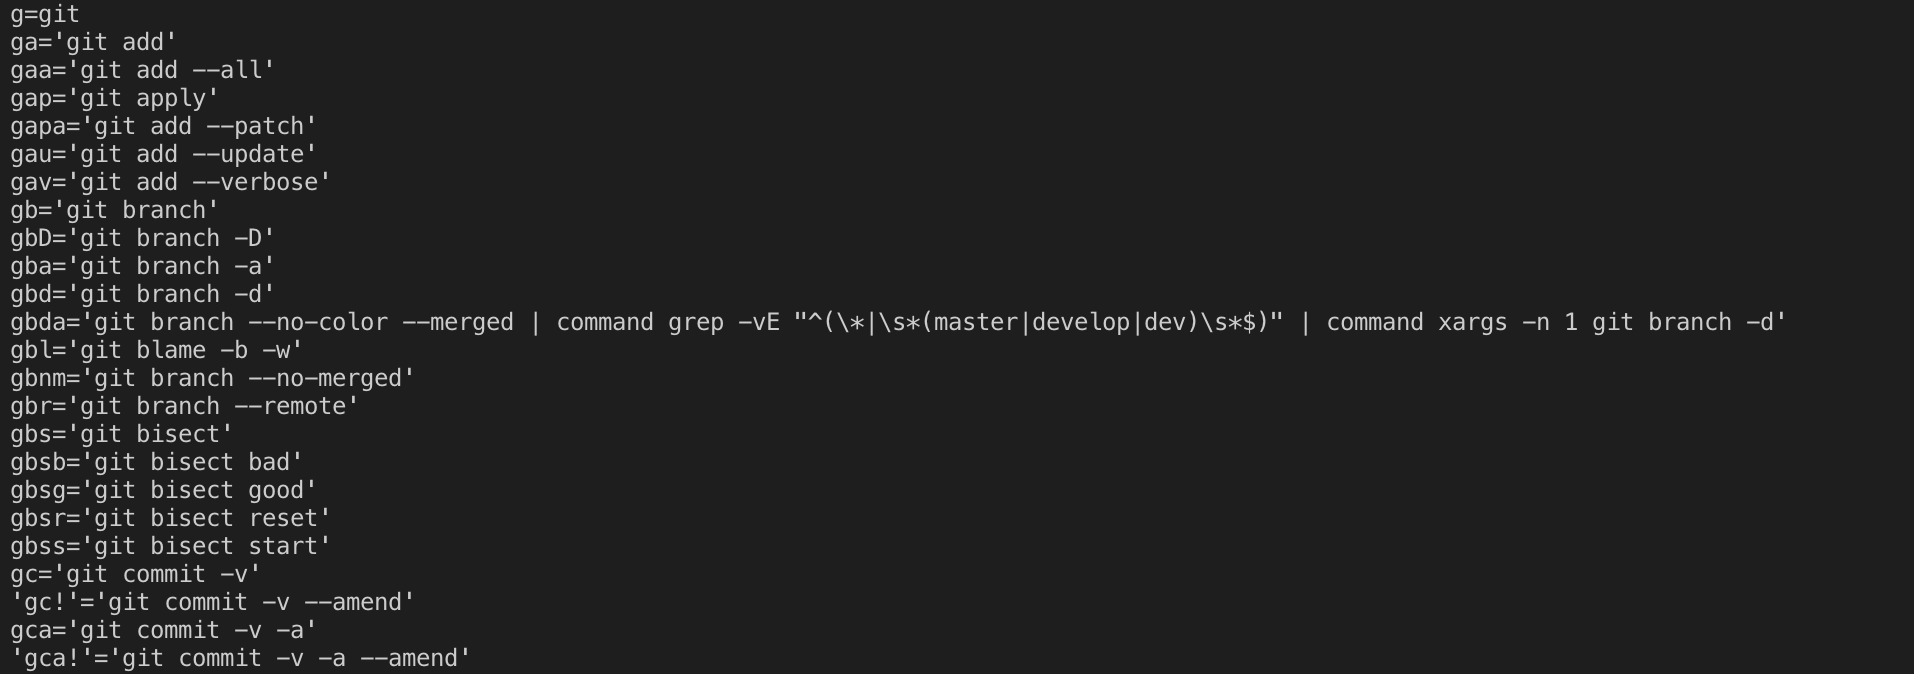 g=git
ga='git add'
gaa='git add --all'
gap='git apply'
gapa='git add --patch'
gau='git add --update'
gav='git add --verbose'
gb='git branch'
gbD='git branch -D'
gba='git branch -a'
gbd='git branch -d'
gbda='git branch --no-color --merged | command grep -vE "^(\*|\s*(master|develop|dev)\s*$)" | command xargs -n 1 git branch -d'
gbl='git blame -b -w'
gbnm='git branch --no-merged'
gbr='git branch --remote'
gbs='git bisect'
gbsb='git bisect bad'
gbsg='git bisect good'
gbsr='git bisect reset'
gbss='git bisect start'
gc='git commit -v'
'gc!'='git commit -v --amend'
gca='git commit -v -a'
'gca!'='git commit -v -a --amend'